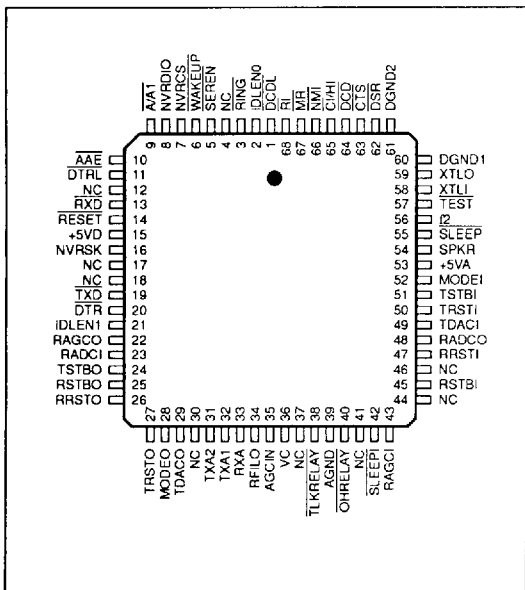 A/A1
NVRDIO
NVRCS
WAKEUP
SEREN
NC
RING
IDLEN0
DCDL
RI
MR
NMI
CI/HI
DCD
CTS
DSR
DGND2
9 8 7 6 5 4 3 2 1 68 67 66 65 64 63 62 61
AAE 10
DTRL 11
NC 12
RXD 13
RESET 14
+5VD 15
NVRSK 16
NC 17
NC 18
TXD 19
DTR 20
IDLEN1 21
RAGCO 22
RADCI 23
TSTBO 24
RSTBO 25
RRSTO 26
60 DGND1
59 XTLO
58 XTLI
57 TEST
56 f2
55 SLEEP
54 SPKR
53 +5VA
52 MODEI
51 TSTBI
50 TRSTI
49 TDACI
48 RADCO
47 RRSTI
46 NC
45 RSTBI
44 NC
27 28 29 30 31 32 33 34 35 36 37 38 39 40 41 42 43
TRSTO
MODEO
TDACO
NC
TXA2
TXA1
RXA
RFILO
AGCIN
VC
NC
TLKRELAY
AGND
OHRELAY
NC
SLEEPI
RAGCI